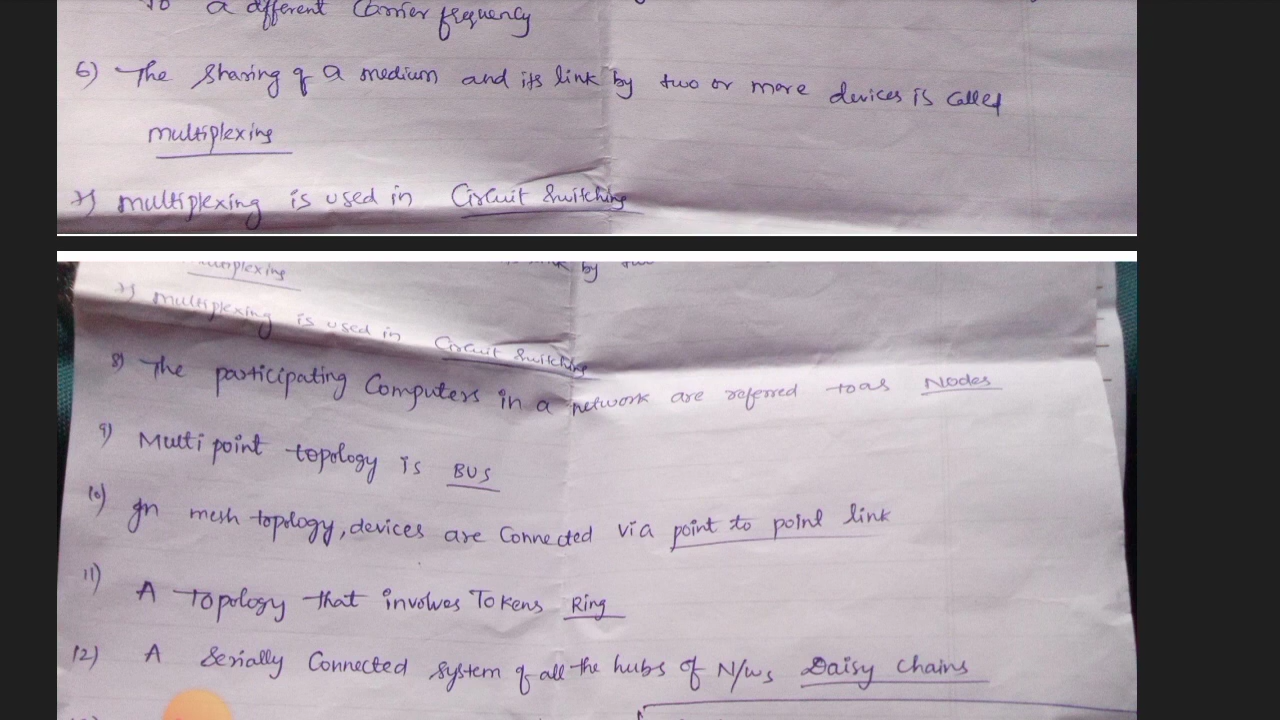 to a different Carrier frequency
6) The sharing of a medium and its link by two or more devices is called
multiplexing
7) multiplexing is used in Circuit Switching
multiplexing by two
7) multiplexing is used in Circuit Switching
8) The participating Computers in a network are referred to as Nodes
9) Multi point topology is BUS
10) In mesh topology, devices are Connected via point to point link
11) A Topology that involves Tokens Ring
12) A Serially Connected system of all the hubs of N/ws Daisy Chains